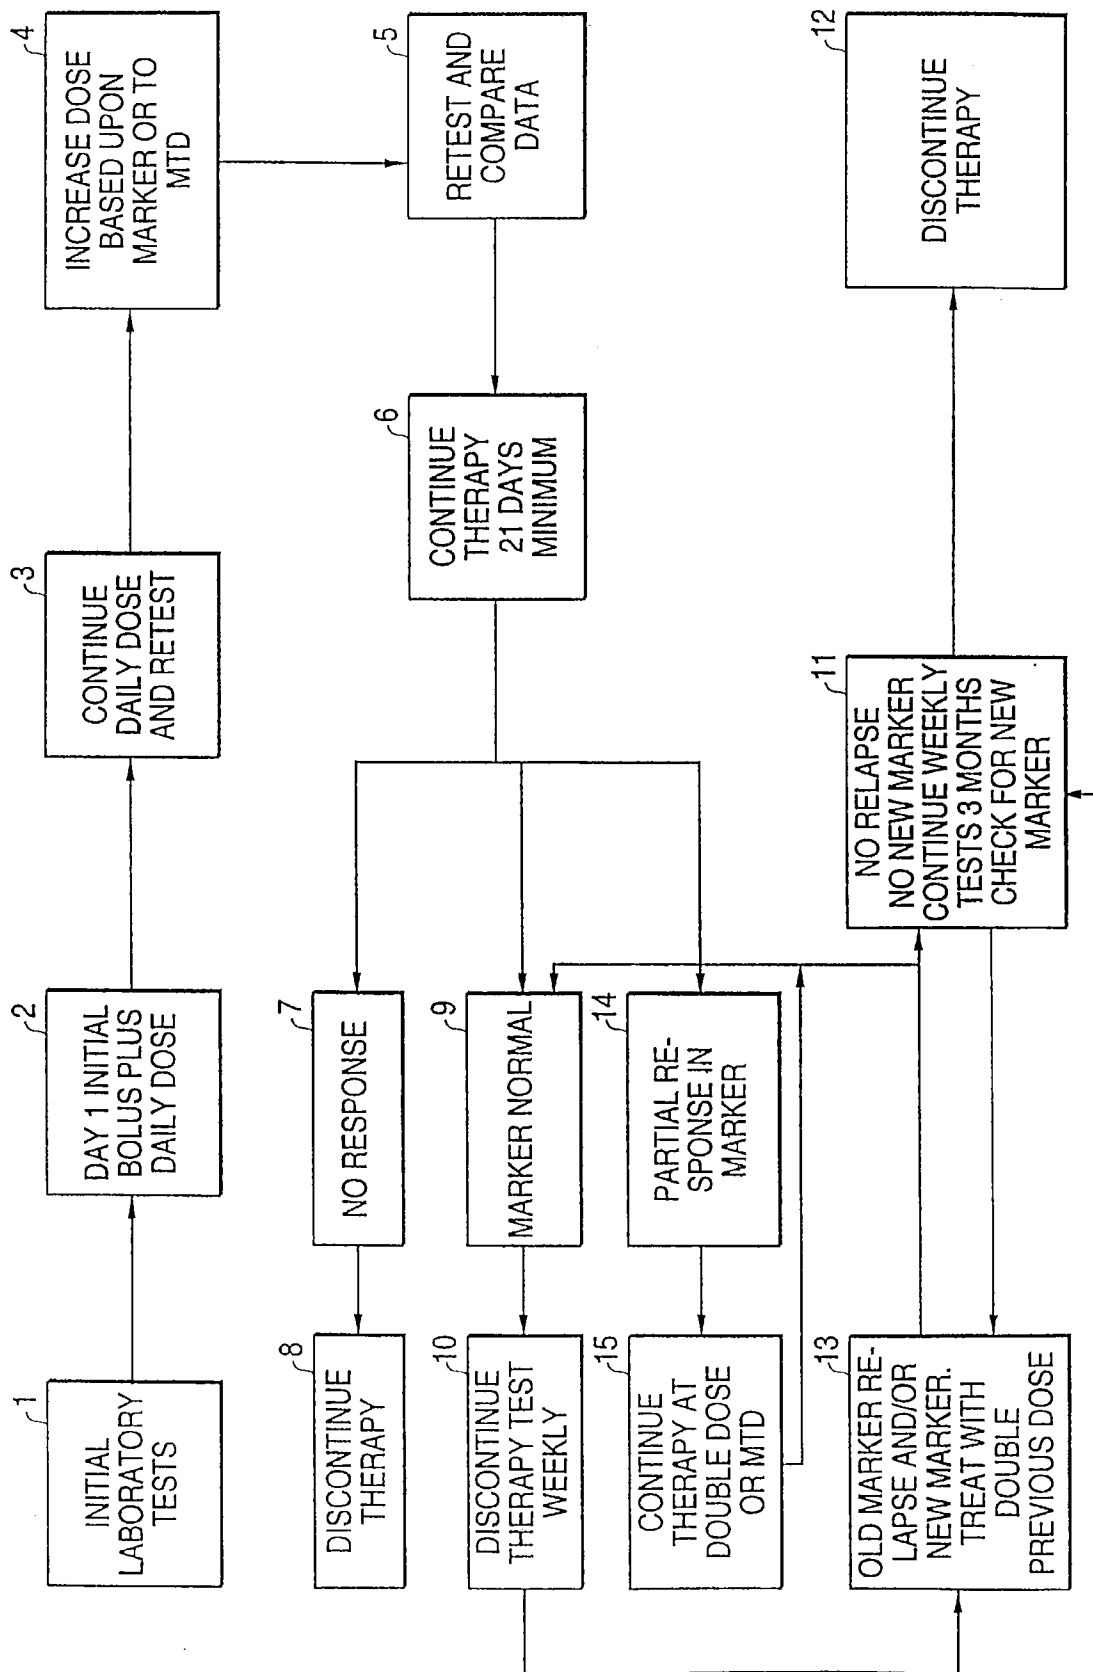 1
INITIAL
LABORATORY
TESTS
2
DAY 1 INITIAL
BOLUS PLUS
DAILY DOSE
3
CONTINUE
DAILY DOSE
AND RETEST
4
INCREASE DOSE
BASED UPON
MARKER OR TO
MTD
5
RETEST AND
COMPARE
DATA
6
CONTINUE
THERAPY
21 DAYS
MINIMUM
7
NO RESPONSE
8
DISCONTINUE
THERAPY
9
MARKER NORMAL
10
DISCONTINUE
THERAPY TEST
WEEKLY
14
PARTIAL RE-
SPONSE IN
MARKER
15
CONTINUE
THERAPY AT
DOUBLE DOSE
OR MTD
13
OLD MARKER RE-
LAPSE AND/OR
NEW MARKER.
TREAT WITH
DOUBLE
PREVIOUS DOSE
11
NO RELAPSE
NO NEW MARKER
CONTINUE WEEKLY
TESTS 3 MONTHS
CHECK FOR NEW
MARKER
12
DISCONTINUE
THERAPY